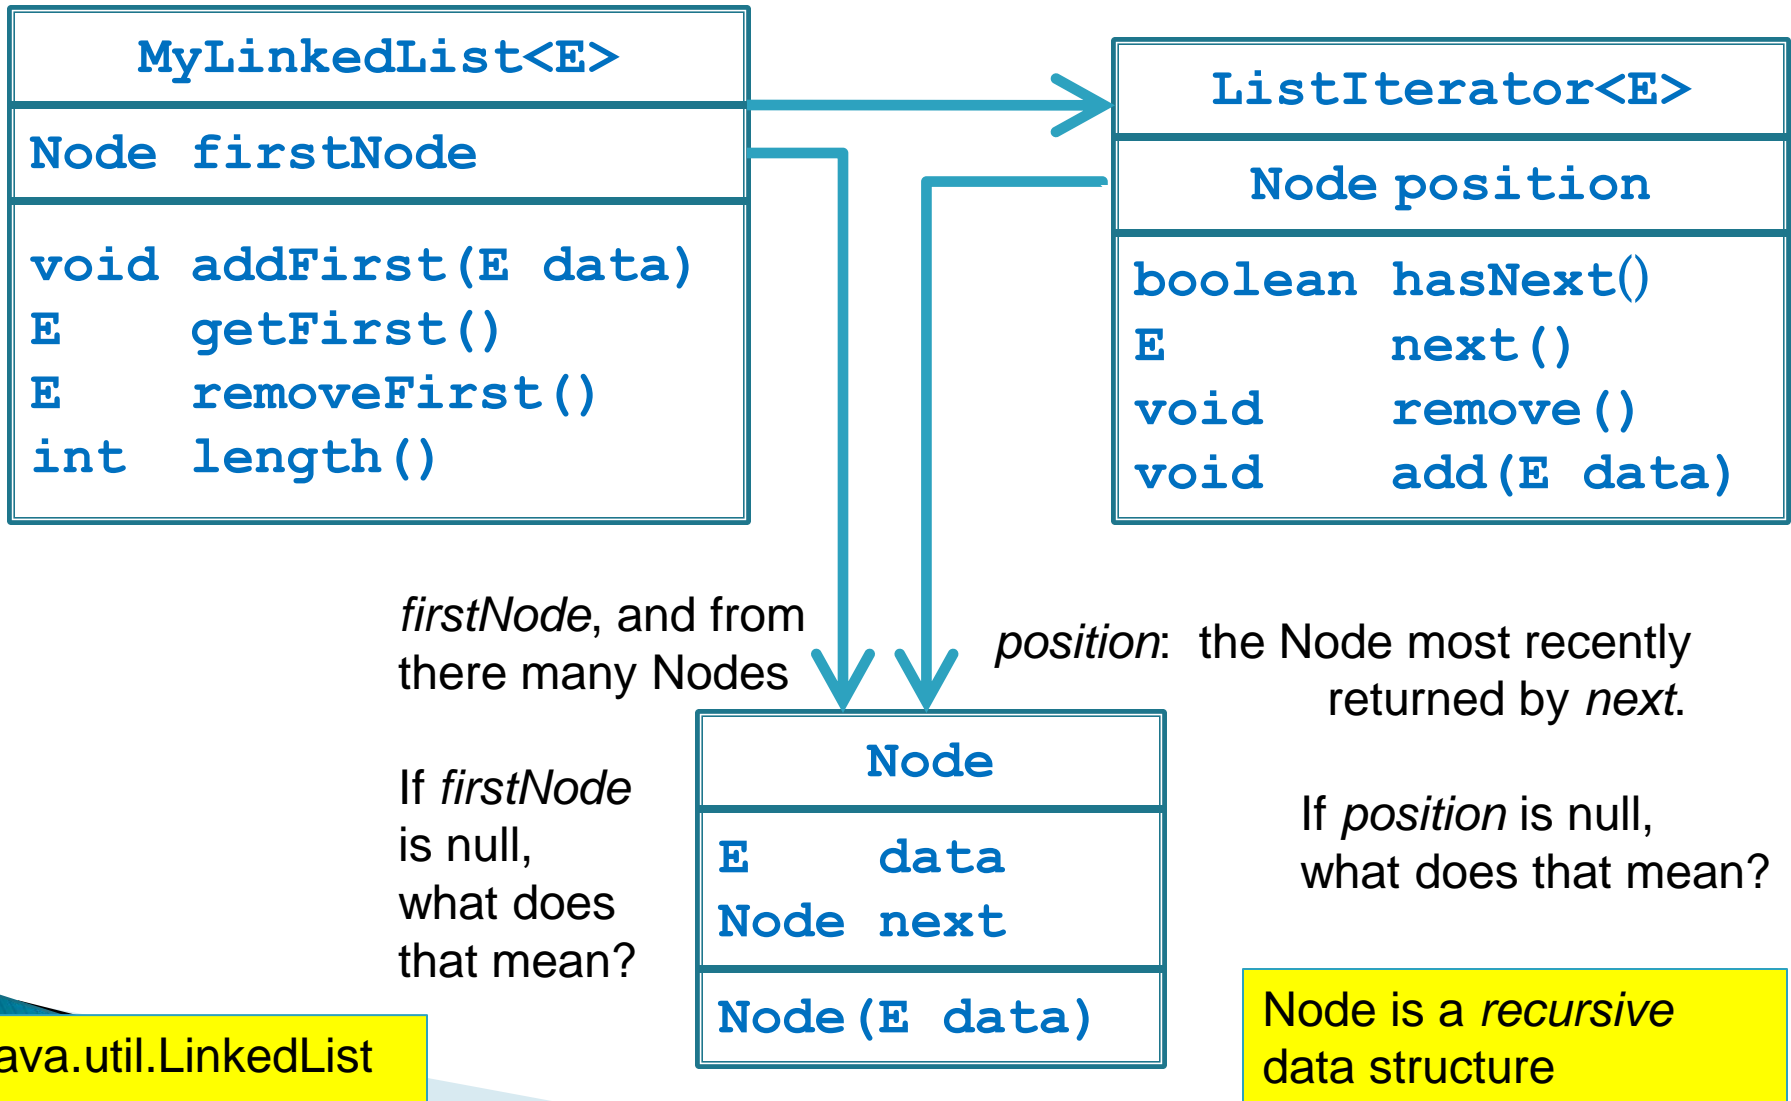 MyLinkedList<E>
Node firstNode
void addFirst(E data)
E getFirst()
E removeFirst()
int length()
ListIterator<E>
Node position
boolean hasNext()
E next()
void remove()
void add(E data)
firstNode, and from
there many Nodes
If firstNode
is null,
what does
that mean?
position: the Node most recently
returned by next.
If position is null,
what does that mean?
Node
E data
Node next
Node(E data)
ava.util.LinkedList
Node is a recursive
data structure